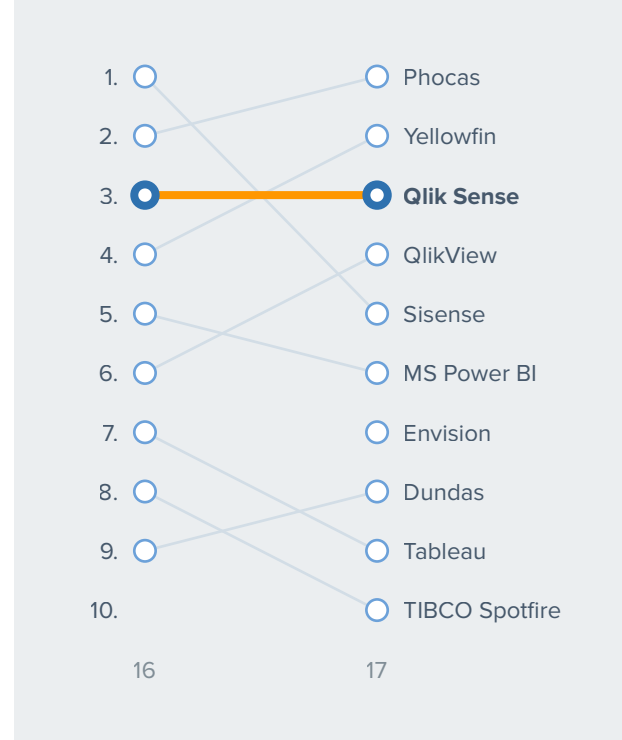 1. Phocas
2. Yellowfin
3. Qlik Sense
4. QlikView
5. Sisense
6. MS Power BI
7. Envision
8. Dundas
9. Tableau
10. TIBCO Spotfire
16 17